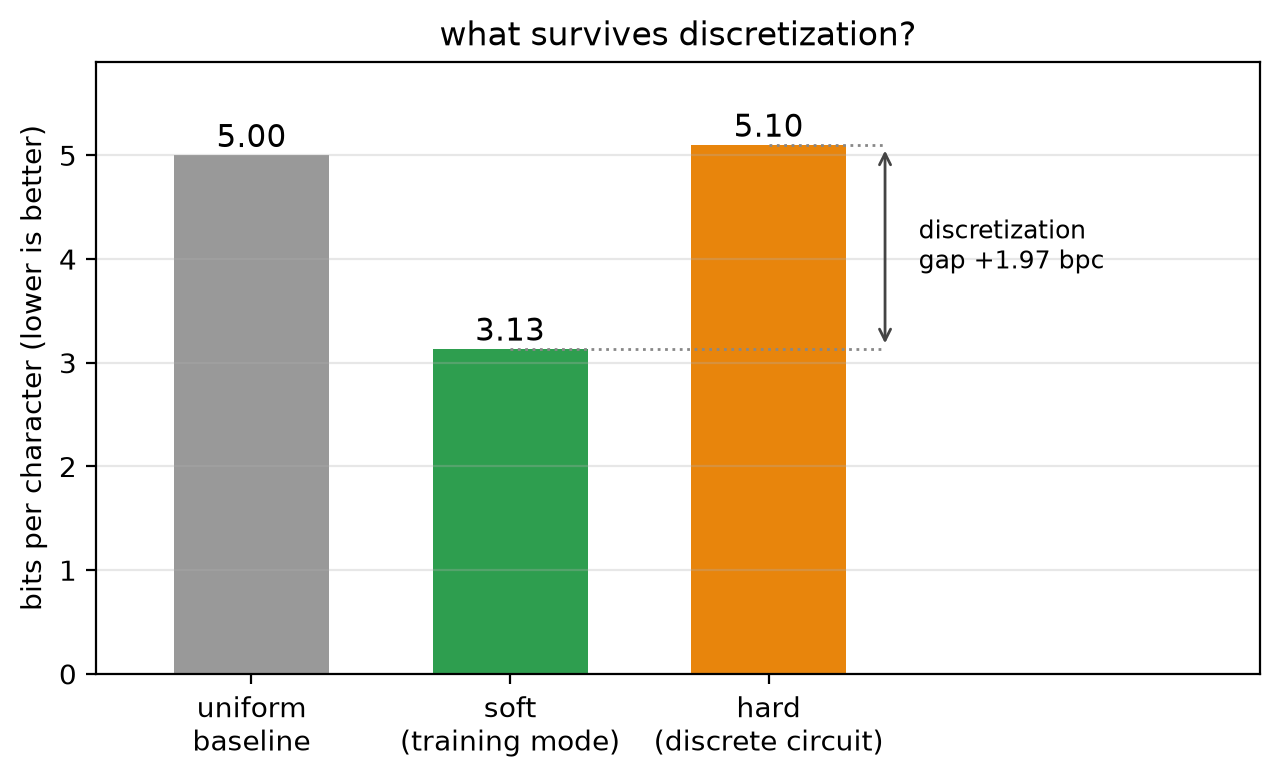 what survives discretization?
bits per character (lower is better)
5
4
3
2
1
0
5.00
3.13
5.10
discretization
gap +1.97 bpc
uniform
baseline
soft
(training mode)
hard
(discrete circuit)